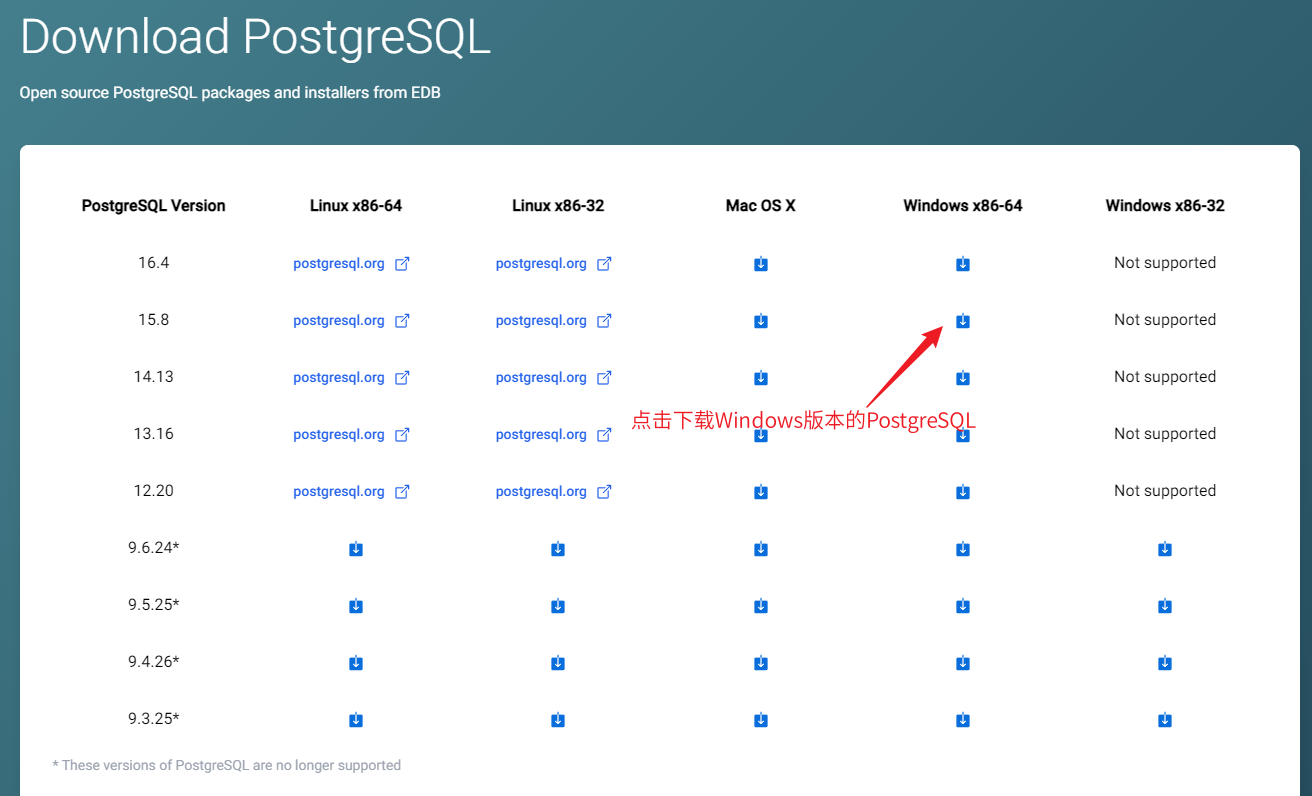 Download PostgreSQL
Open source PostgreSQL packages and installers from EDB
PostgreSQL Version Linux x86-64 Linux x86-32 Mac OS X Windows x86-64 Windows x86-32
16.4 postgresql.org postgresql.org Not supported
15.8 postgresql.org postgresql.org Not supported
14.13 postgresql.org postgresql.org Not supported
点击下载Windows版本的PostgreSQL
13.16 postgresql.org postgresql.org Not supported
12.20 postgresql.org postgresql.org Not supported
9.6.24*
9.5.25*
9.4.26*
9.3.25*
* These versions of PostgreSQL are no longer supported